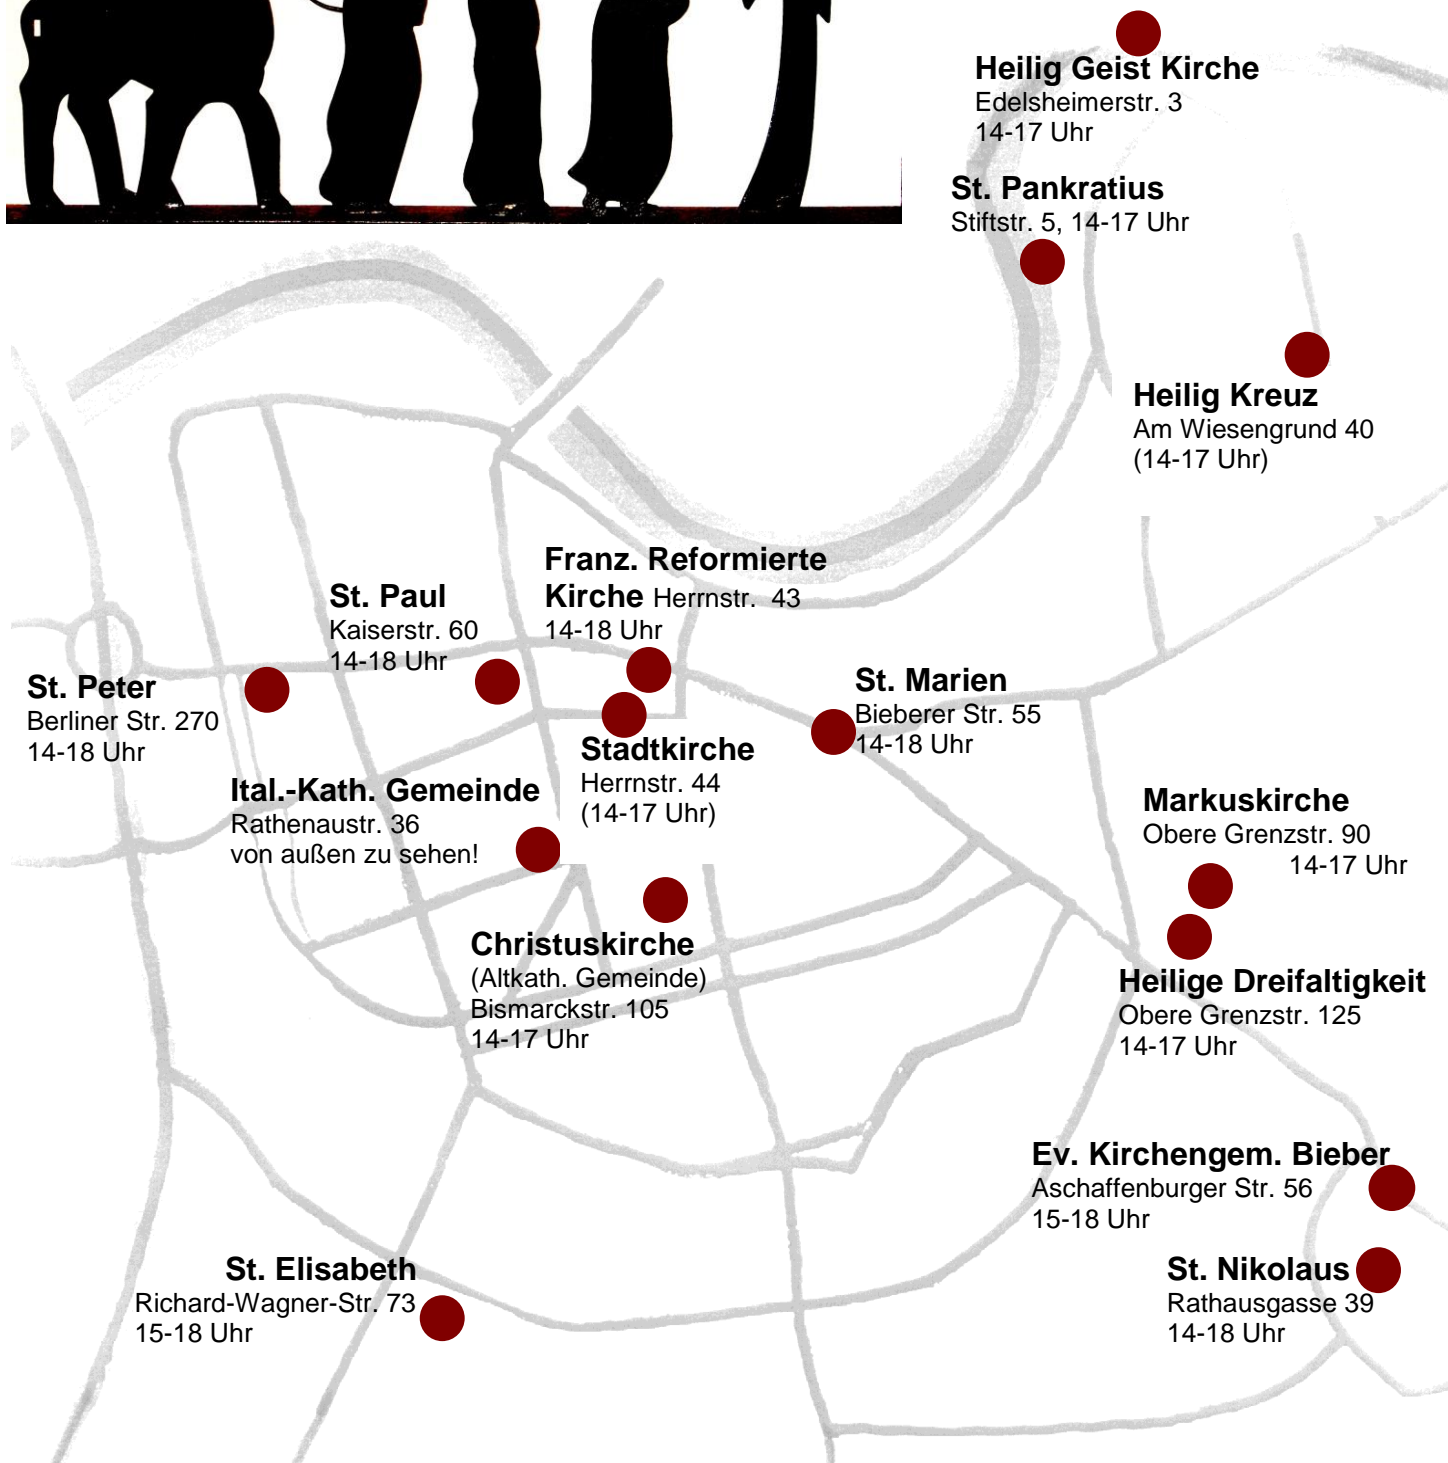 Heilig Geist Kirche
Edelsheimerstr. 3
14-17 Uhr
St. Pankratius
Stiftstr. 5, 14-17 Uhr
Heilig Kreuz
Am Wiesengrund 40
(14-17 Uhr)
Franz. Reformierte
Kirche Herrnstr. 43
14-18 Uhr
St. Paul
Kaiserstr. 60
14-18 Uhr
St. Peter
Berliner Str. 270
14-18 Uhr
St. Marien
Bieberer Str. 55
14-18 Uhr
Stadtkirche
Herrnstr. 44
(14-17 Uhr)
Ital.-Kath. Gemeinde
Rathenaustr. 36
von außen zu sehen!
Markuskirche
Obere Grenzstr. 90
14-17 Uhr
Christuskirche
(Altkath. Gemeinde)
Bismarckstr. 105
14-17 Uhr
Heilige Dreifaltigkeit
Obere Grenzstr. 125
14-17 Uhr
Ev. Kirchengem. Bieber
Aschaffenburger Str. 56
15-18 Uhr
St. Elisabeth
Richard-Wagner-Str. 73
15-18 Uhr
St. Nikolaus
Rathausgasse 39
14-18 Uhr